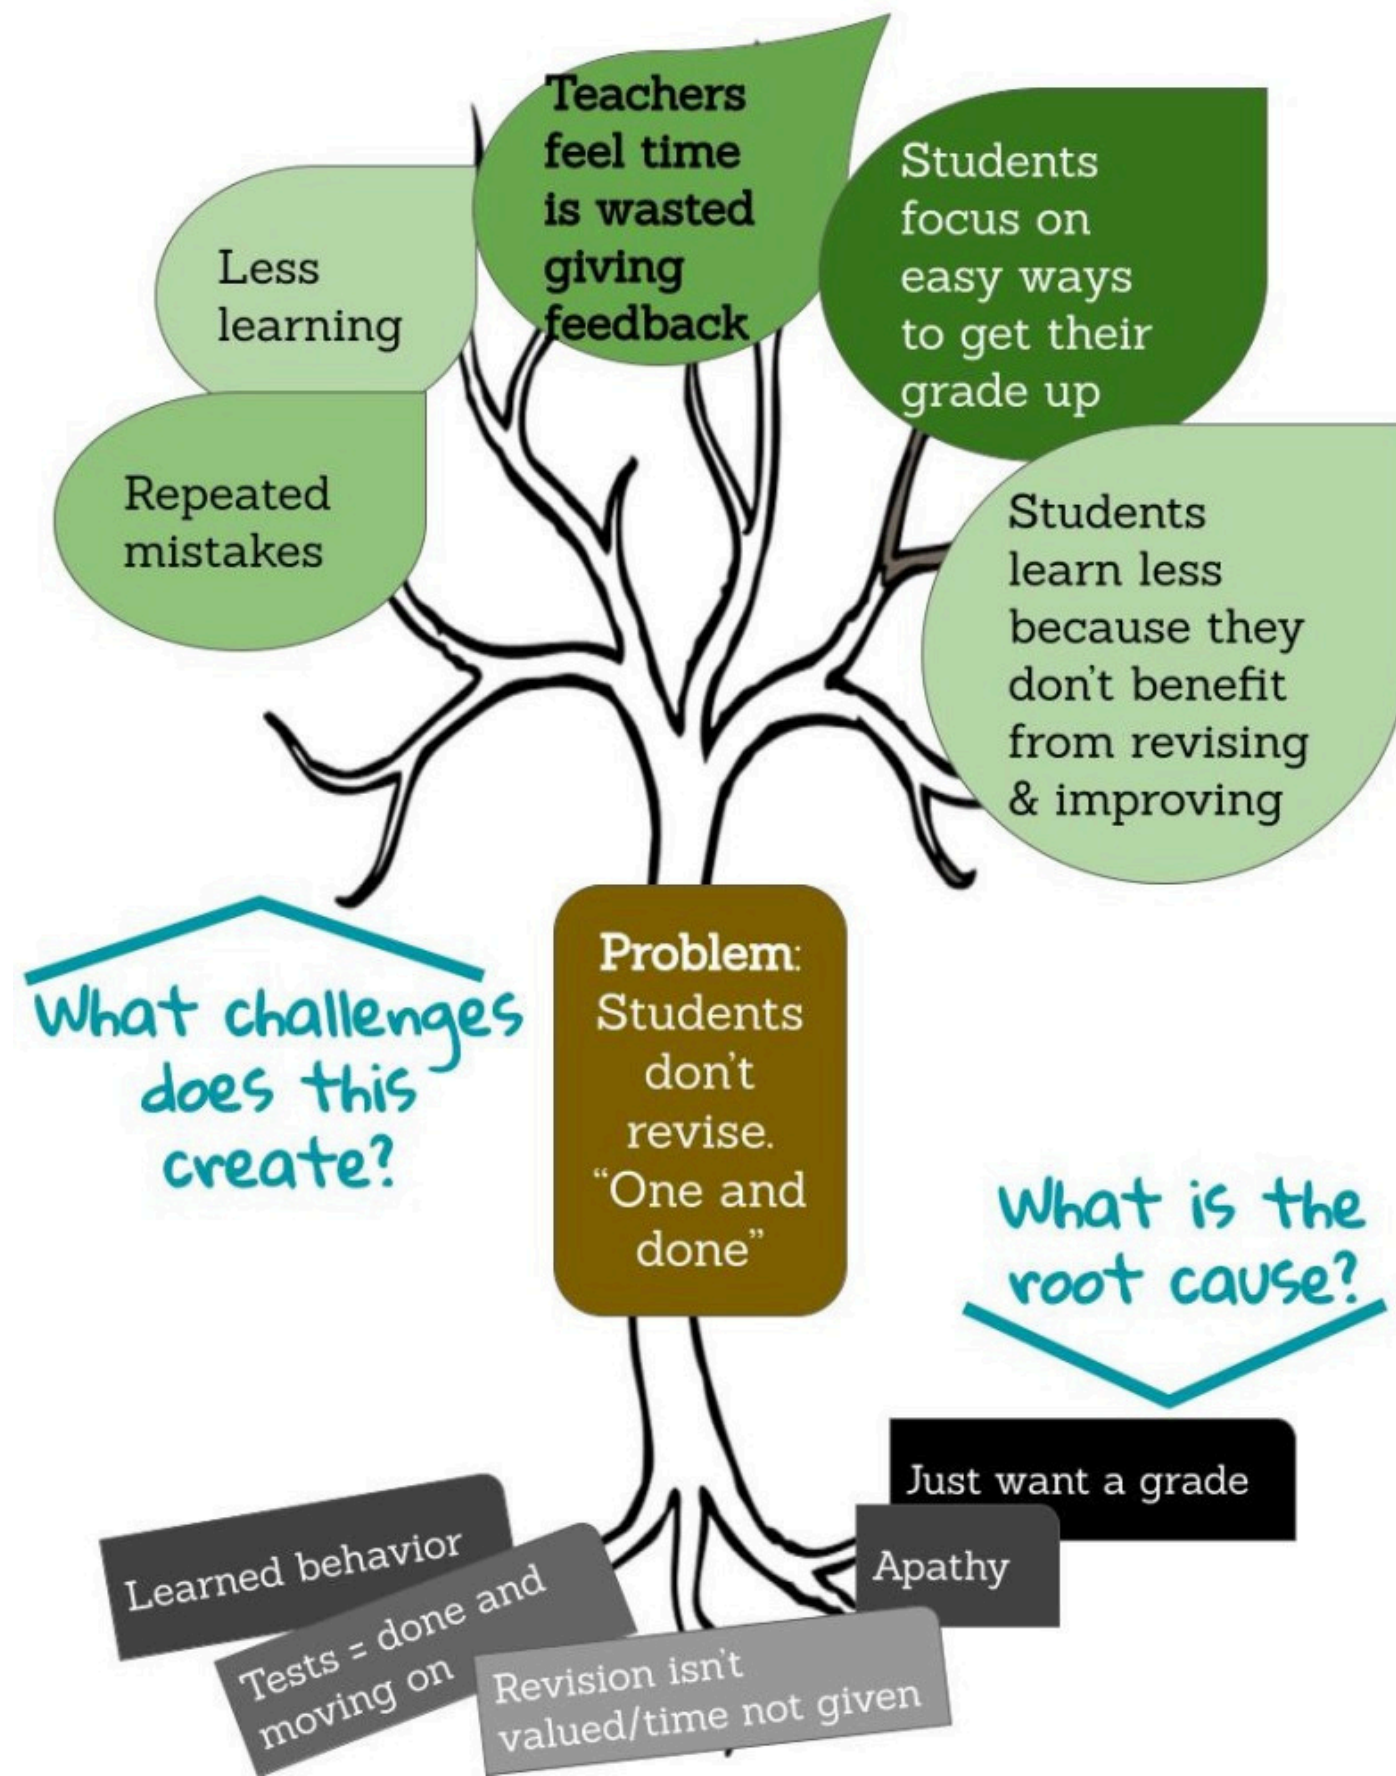 Teachers
feel time
is wasted
giving
feedback
Students
focus on
easy ways
to get their
grade up
Less
learning
Repeated
mistakes
Students
learn less
because they
don't benefit
from revising
& improving
What challenges
does this
create?
Problem:
Students
don't
revise.
“One and
done”
What is the
root cause?
Just want a grade
Apathy
Learned behavior
Tests = done and
moving on
Revision isn't
valued/time not given